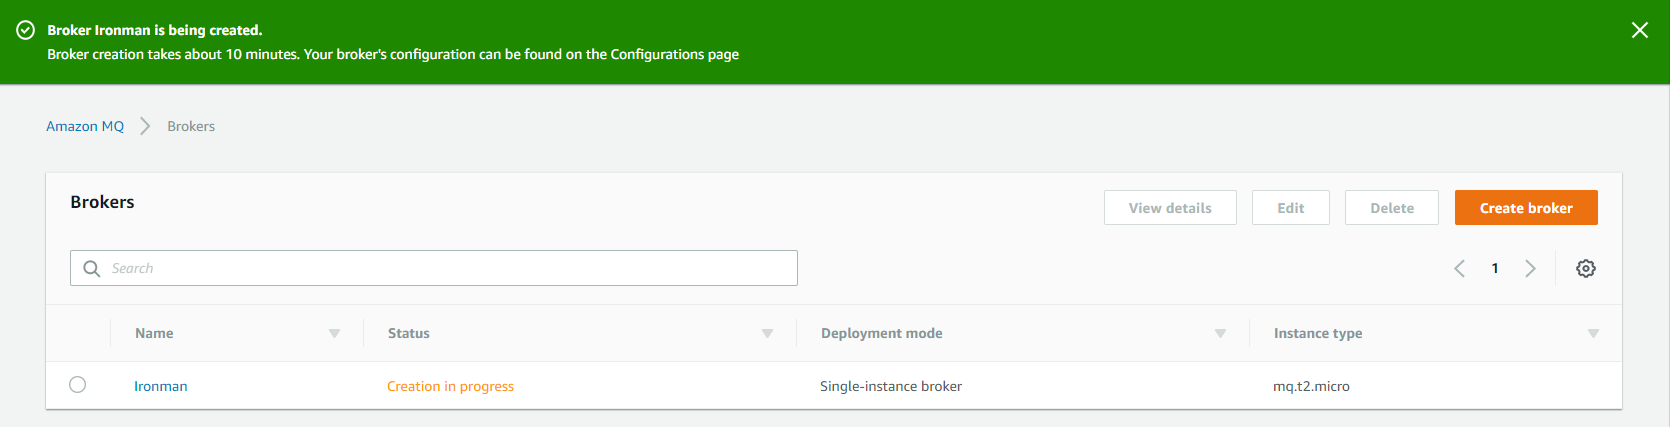 Broker Ironman is being created.
Broker creation takes about 10 minutes. Your broker's configuration can be found on the Configurations page
Amazon MQ Brokers
Brokers View details Edit Delete Create broker
Search 1
Name Status Deployment mode Instance type
Ironman Creation in progress Single-instance broker mq.t2.micro